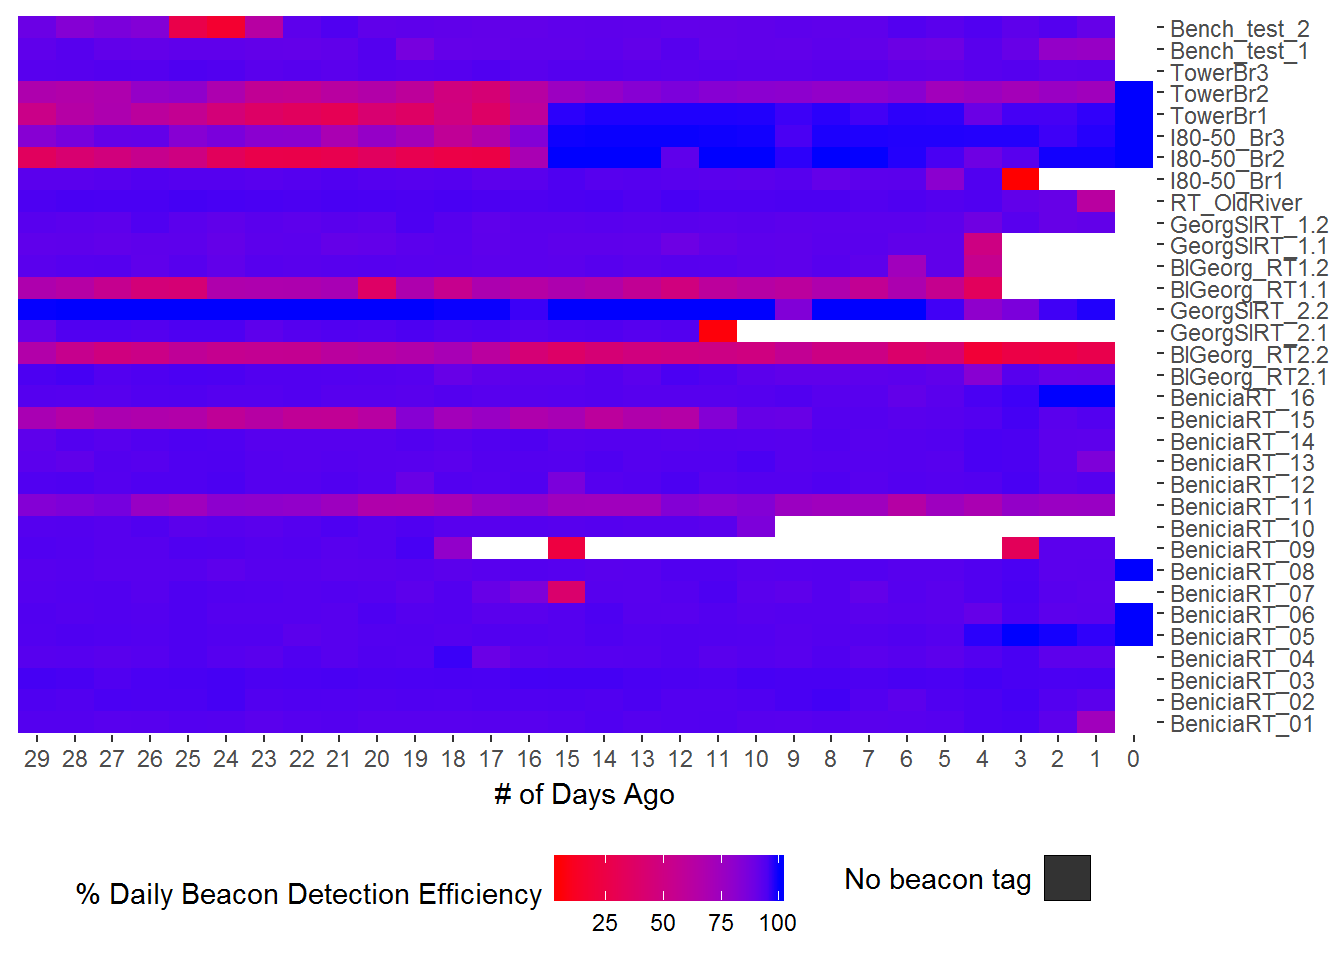 Bench_test_2
Bench_test_1
TowerBr3
TowerBr2
TowerBr1
I80-50_Br3
I80-50_Br2
I80-50_Br1
RT_OldRiver
GeorgSlRT_1.2
GeorgSlRT_1.1
BlGeorg_RT1.2
BlGeorg_RT1.1
GeorgSlRT_2.2
GeorgSlRT_2.1
BlGeorg_RT2.2
BlGeorg_RT2.1
BeniciaRT_16
BeniciaRT_15
BeniciaRT_14
BeniciaRT_13
BeniciaRT_12
BeniciaRT_11
BeniciaRT_10
BeniciaRT_09
BeniciaRT_08
BeniciaRT_07
BeniciaRT_06
BeniciaRT_05
BeniciaRT_04
BeniciaRT_03
BeniciaRT_02
BeniciaRT_01
29 28 27 26 25 24 23 22 21 20 19 18 17 16 15 14 13 12 11 10 9 8 7 6 5 4 3 2 1 0
# of Days Ago
% Daily Beacon Detection Efficiency
25 50 75 100
No beacon tag